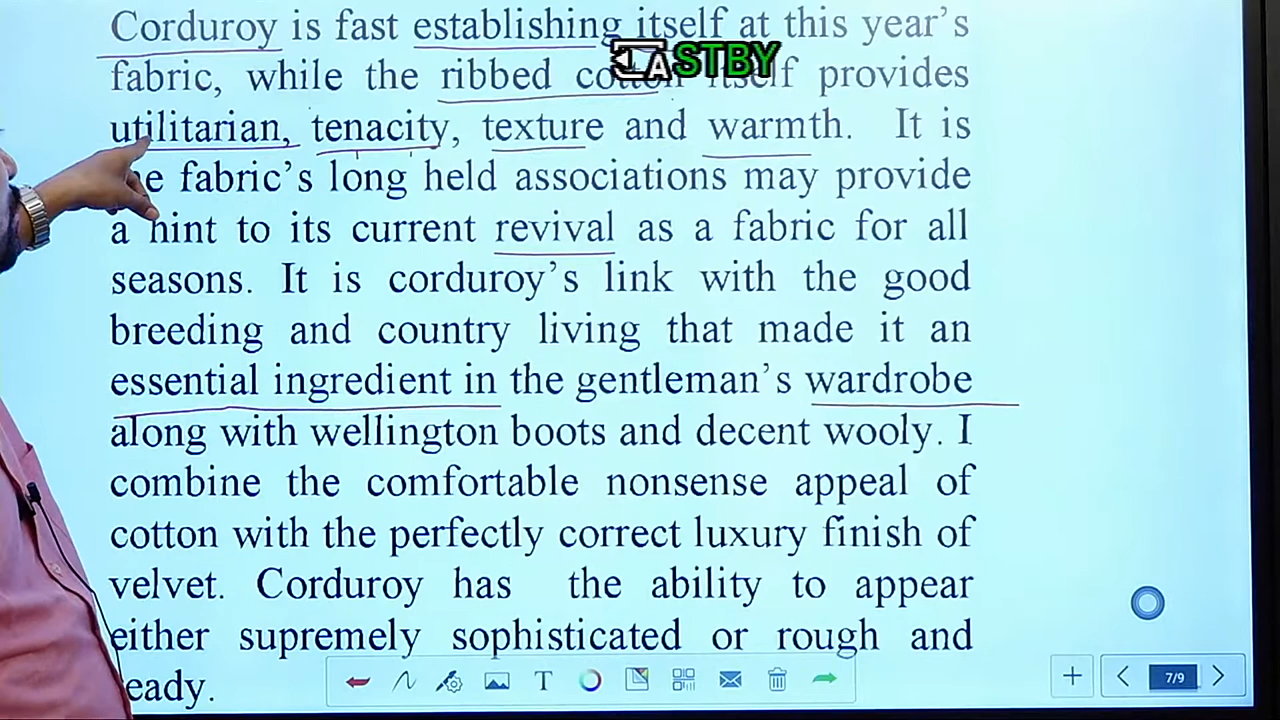 Corduroy is fast establishing itself at this year's
fabric, while the ribbed cotton itself provides
ASTBY
utilitarian, tenacity, texture and warmth. It is
fabric's long held associations may provide
a hint to its current revival as a fabric for all
seasons. It is corduroy's link with the good
breeding and country living that made it an
essential ingredient in the gentleman's wardrobe
along with wellington boots and decent wooly. I
combine the comfortable nonsense appeal of
cotton with the perfectly correct luxury finish of
velvet. Corduroy has the ability to appear
either supremely sophisticated or rough and
eady.
T
7/9